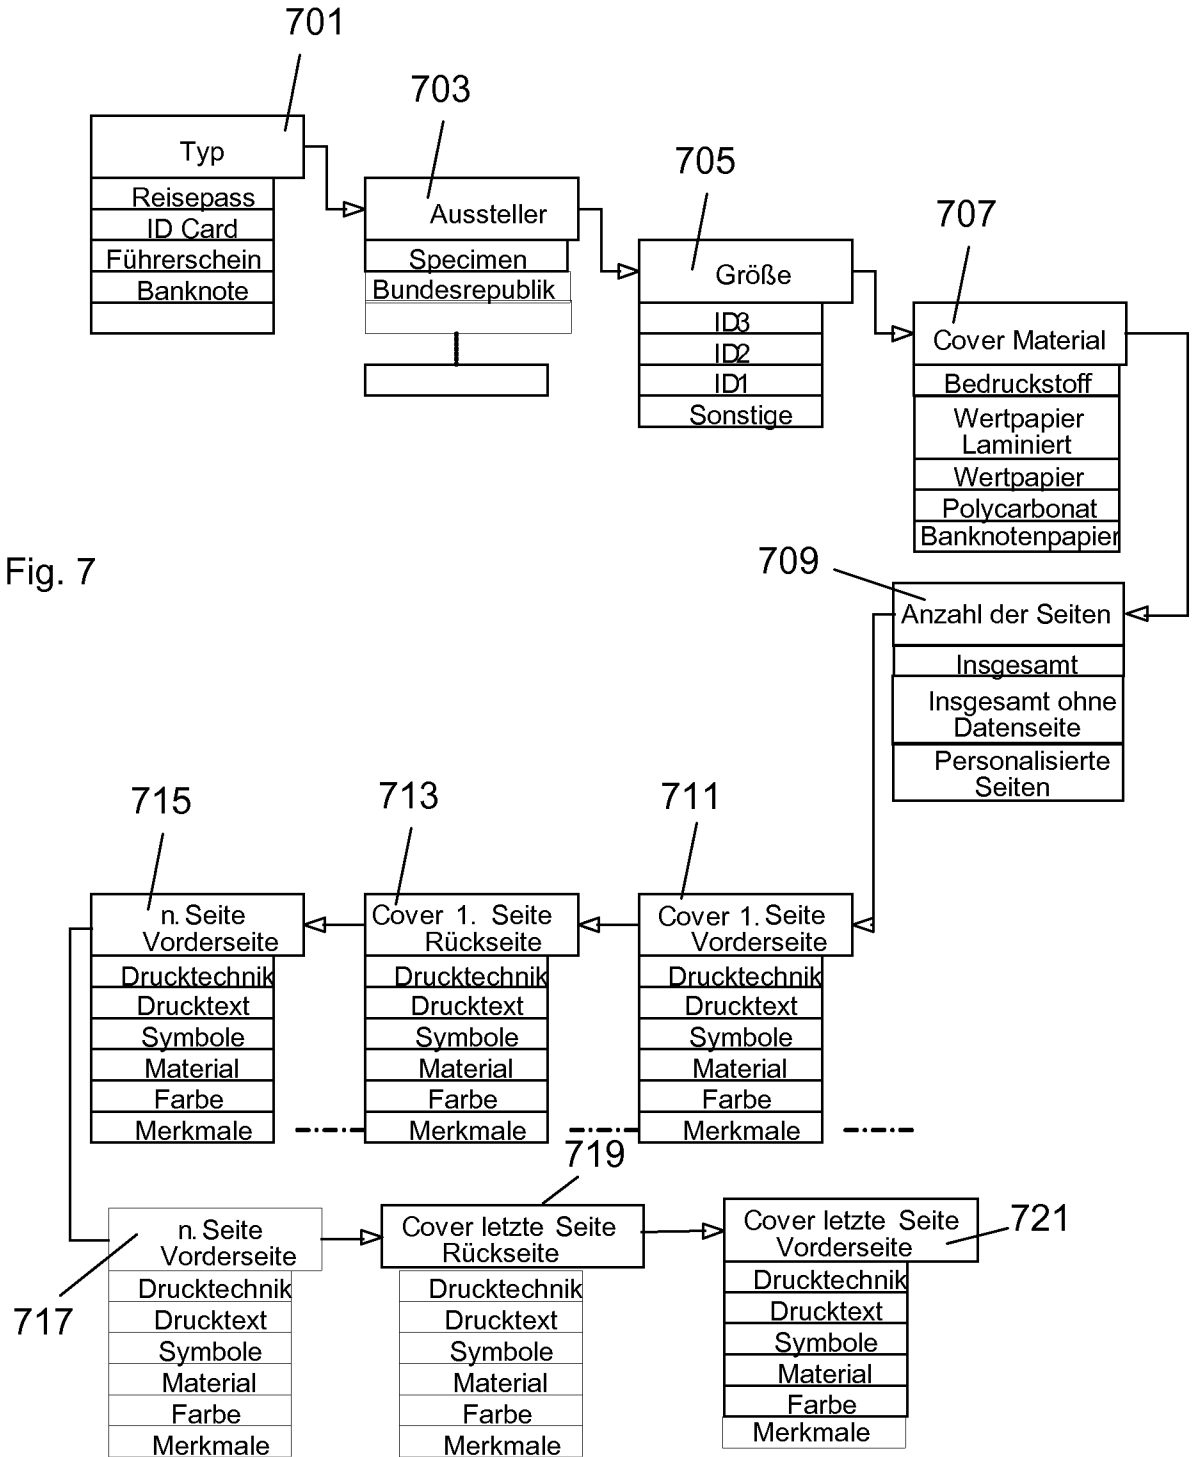 701
Typ
Reisepass
ID Card
Führerschein
Banknote
703
Aussteller
Specimen
Bundesrepublik
705
Größe
ID3
ID2
ID1
Sonstige
707
Cover Material
Bedruckstoff
Wertpapier
Laminiert
Wertpapier
Polycarbonat
Banknotenpapier
Fig. 7
709
Anzahl der Seiten
Insgesamt
Insgesamt ohne
Datenseite
Personalisierte
Seiten
711
Cover 1. Seite
Vorderseite
Drucktechnik
Drucktext
Symbole
Material
Farbe
Merkmale
713
Cover 1. Seite
Rückseite
Drucktechnik
Drucktext
Symbole
Material
Farbe
Merkmale
715
n. Seite
Vorderseite
Drucktechnik
Drucktext
Symbole
Material
Farbe
Merkmale
717
n. Seite
Vorderseite
Drucktechnik
Drucktext
Symbole
Material
Farbe
Merkmale
719
Cover letzte Seite
Rückseite
Drucktechnik
Drucktext
Symbole
Material
Farbe
Merkmale
721
Cover letzte Seite
Vorderseite
Drucktechnik
Drucktext
Symbole
Material
Farbe
Merkmale